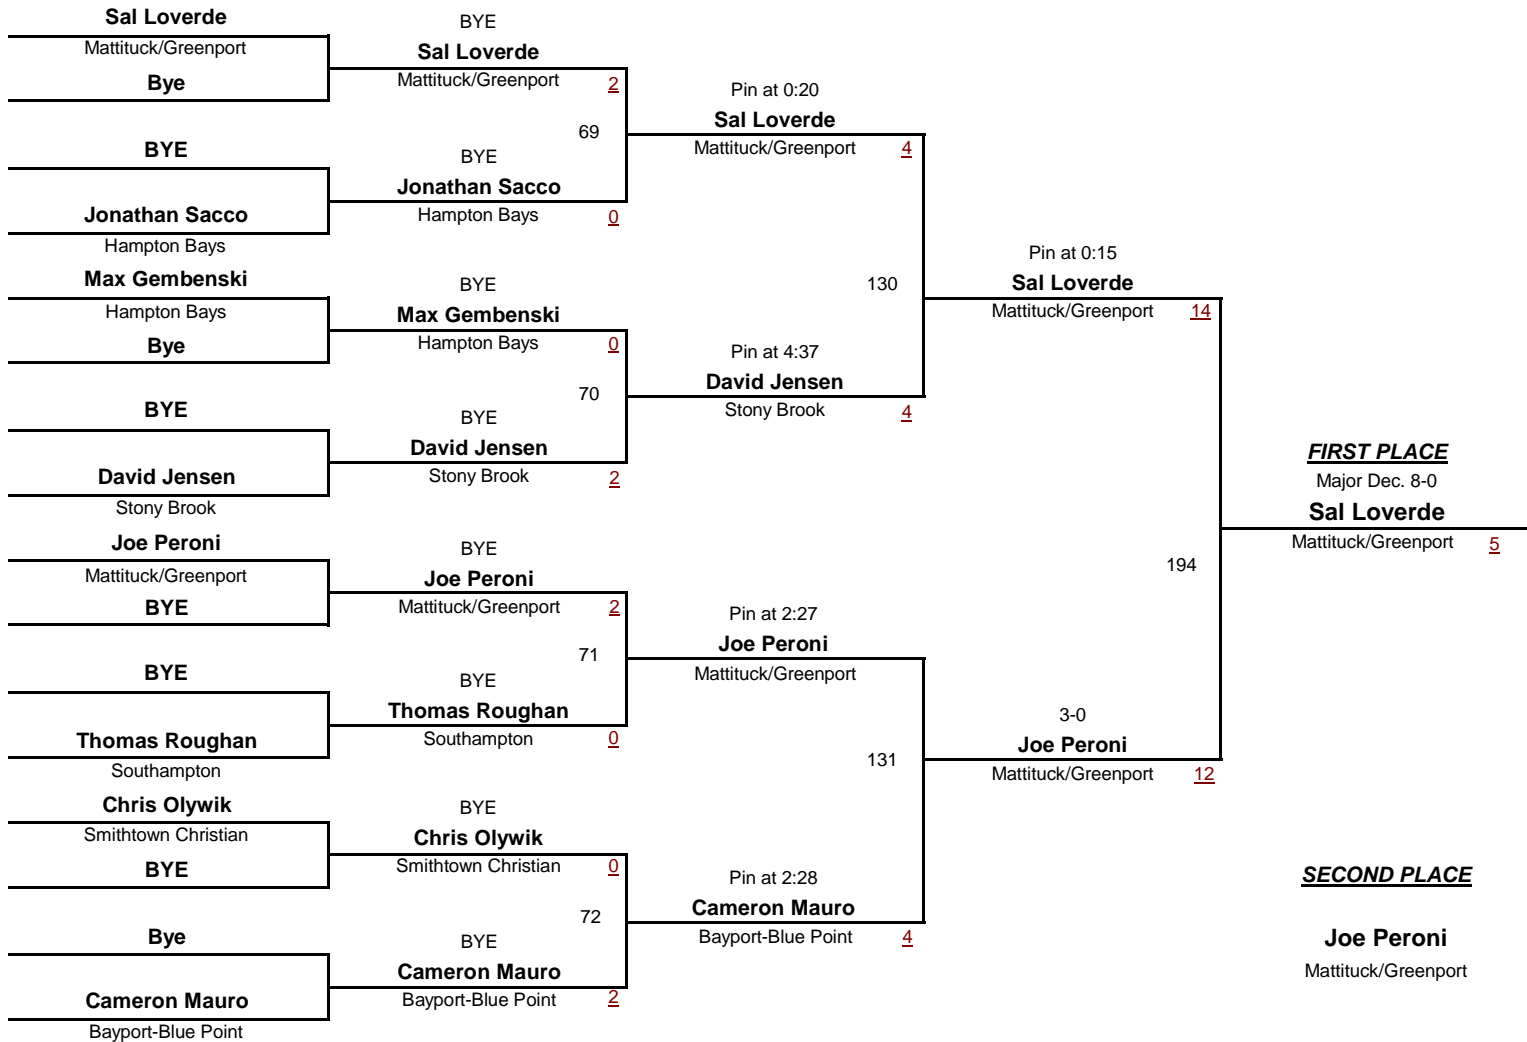 Sal Loverde
Mattituck/Greenport
Bye
BYE
Jonathan Sacco
Hampton Bays
Max Gembenski
Hampton Bays
Bye
BYE
David Jensen
Stony Brook
Joe Peroni
Mattituck/Greenport
BYE
BYE
Thomas Roughan
Southampton
Chris Olywik
Smithtown Christian
BYE
Bye
Cameron Mauro
Bayport-Blue Point
BYE
Sal Loverde
Mattituck/Greenport 2
69
BYE
Jonathan Sacco
Hampton Bays 0
BYE
Max Gembenski
Hampton Bays 0
70
BYE
David Jensen
Stony Brook 2
BYE
Joe Peroni
Mattituck/Greenport 2
71
BYE
Thomas Roughan
Southampton 0
BYE
Chris Olywik
Smithtown Christian 0
72
BYE
Cameron Mauro
Bayport-Blue Point 2
Pin at 0:20
Sal Loverde
Mattituck/Greenport 4
130
Pin at 4:37
David Jensen
Stony Brook 4
Pin at 2:27
Joe Peroni
Mattituck/Greenport
131
Pin at 2:28
Cameron Mauro
Bayport-Blue Point 4
Pin at 0:15
Sal Loverde
Mattituck/Greenport 14
194
3-0
Joe Peroni
Mattituck/Greenport 12
FIRST PLACE
Major Dec. 8-0
Sal Loverde
Mattituck/Greenport 5
SECOND PLACE
Joe Peroni
Mattituck/Greenport